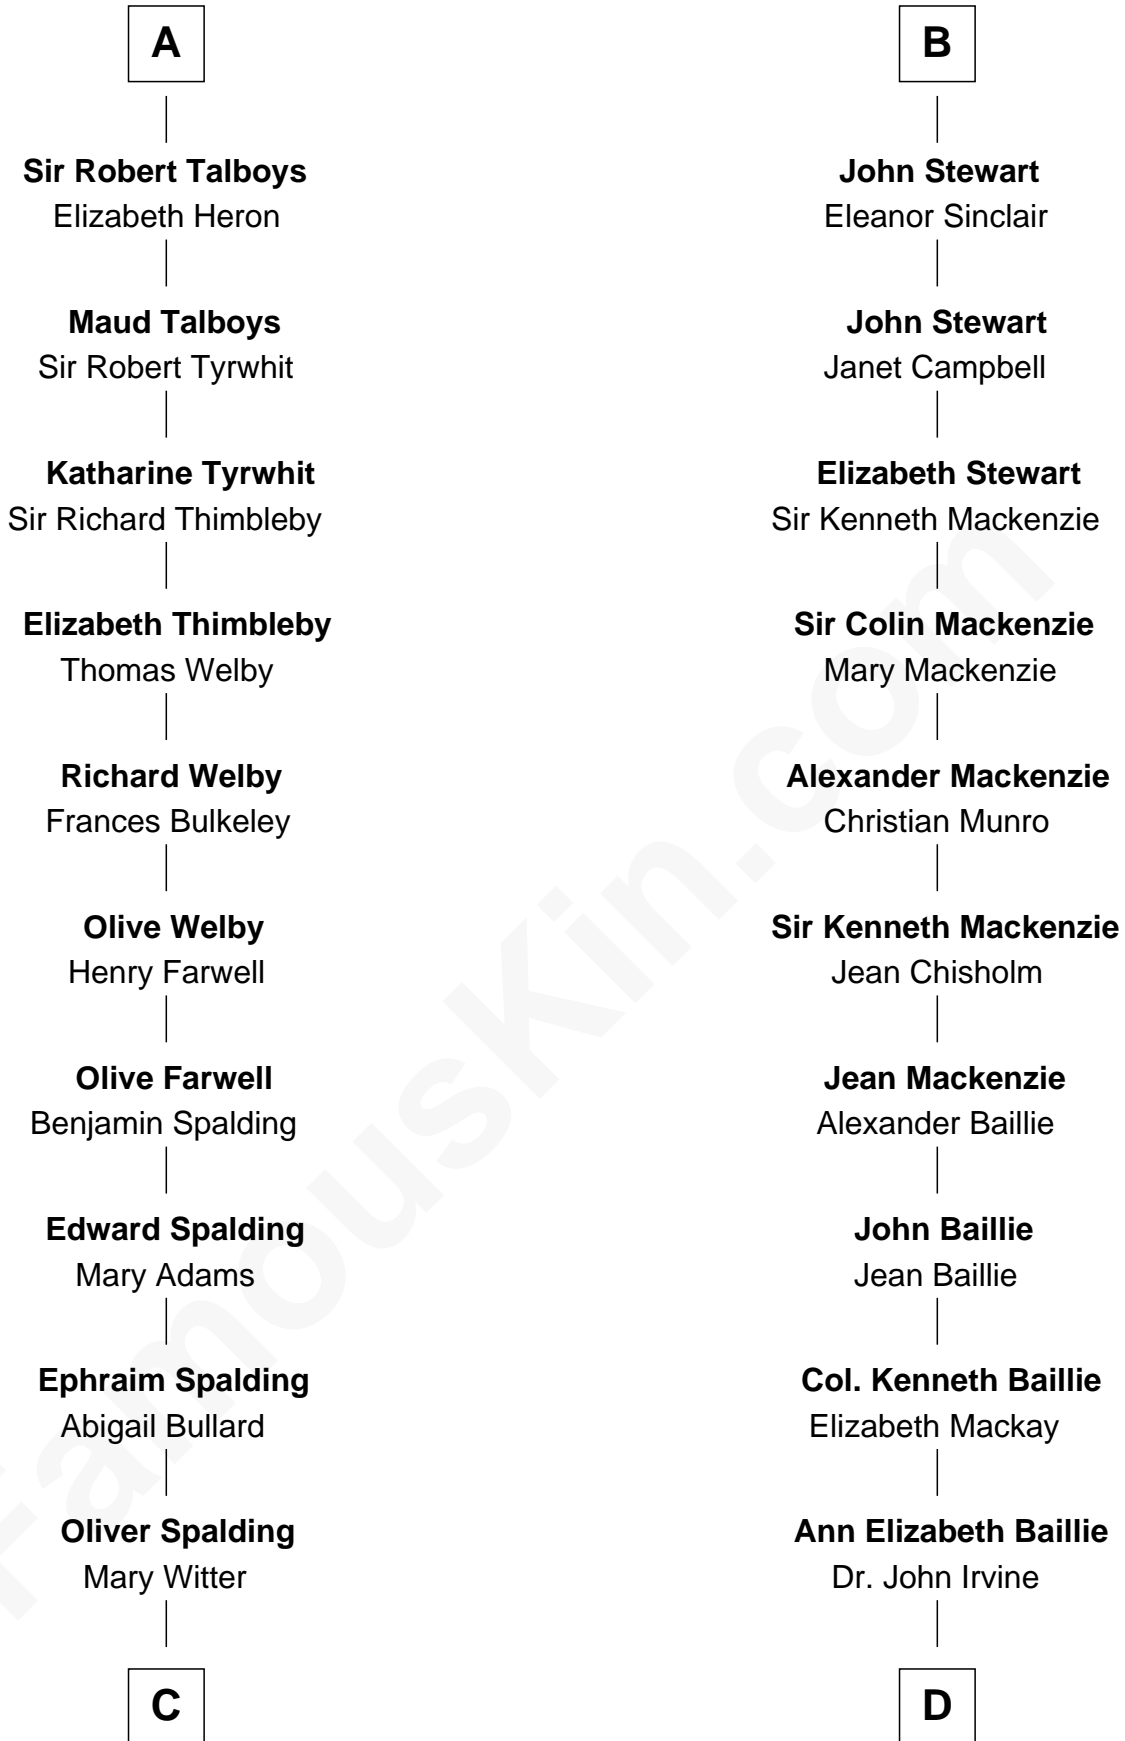 A
Sir Robert Talboys
Elizabeth Heron
Maud Talboys
Sir Robert Tyrwhit
Katharine Tyrwhit
Sir Richard Thimbleby
Elizabeth Thimbleby
Thomas Welby
Richard Welby
Frances Bulkeley
Olive Welby
Henry Farwell
Olive Farwell
Benjamin Spalding
Edward Spalding
Mary Adams
Ephraim Spalding
Abigail Bullard
Oliver Spalding
Mary Witter
C
B
John Stewart
Eleanor Sinclair
John Stewart
Janet Campbell
Elizabeth Stewart
Sir Kenneth Mackenzie
Sir Colin Mackenzie
Mary Mackenzie
Alexander Mackenzie
Christian Munro
Sir Kenneth Mackenzie
Jean Chisholm
Jean Mackenzie
Alexander Baillie
John Baillie
Jean Baillie
Col. Kenneth Baillie
Elizabeth Mackay
Ann Elizabeth Baillie
Dr. John Irvine
D
FamousKin.com